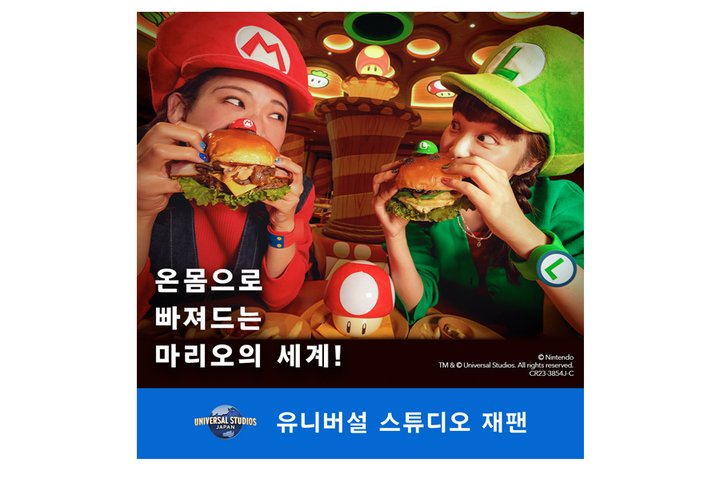 M
L
L
온몸으로
빠져드는
마리오의 세계!
© Nintendo
TM & © Universal Studios. All rights reserved.
CR23-3854J-C
UNIVERSAL STUDIOS
JAPAN
유니버설 스튜디오 재팬